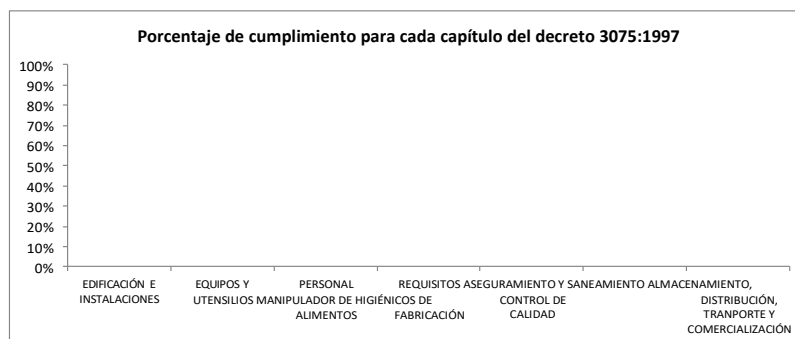 Porcentaje de cumplimiento para cada capítulo del decreto 3075:1997
100%
90%
80%
70%
60%
50%
40%
30%
20%
10%
0%
EDIFICACIÓN E
INSTALACIONES
EQUIPOS Y
UTENSILIOS
PERSONAL
MANIPULADOR DE
ALIMENTOS
REQUISITOS
HIGIÉNICOS DE
FABRICACIÓN
ASEGURAMIENTO Y
CONTROL DE
CALIDAD
SANEAMIENTO
ALMACENAMIENTO,
DISTRIBUCIÓN,
TRANPORTE Y
COMERCIALIZACIÓN